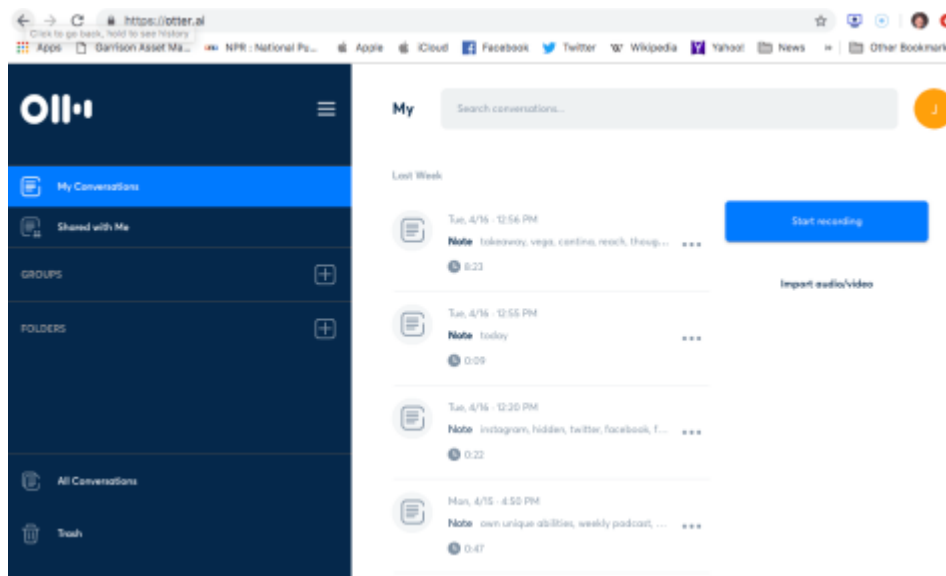 https://otter.ai
Click to go back, hold to see history
Apps Garrison Asset Ma... NPR : National Pu... Apple iCloud Facebook Twitter Wikipedia Yahoo! News » Other Bookmark
My Search conversations... J
My Conversations
Shared with Me
GROUPS
FOLDERS
All Conversations
Trash
Last Week
Tue, 4/16 · 12:56 PM
Note takeaway, vega, contina, reach, thoug...
8:23
Tue, 4/16 · 12:55 PM
Note today
0:09
Tue, 4/16 · 12:20 PM
Note instagram, hidden, twitter, facebook, f...
0:22
Mon, 4/15 · 4:50 PM
Note own unique abilities, weekly podcast, ...
0:47
Start recording
Import audio/video